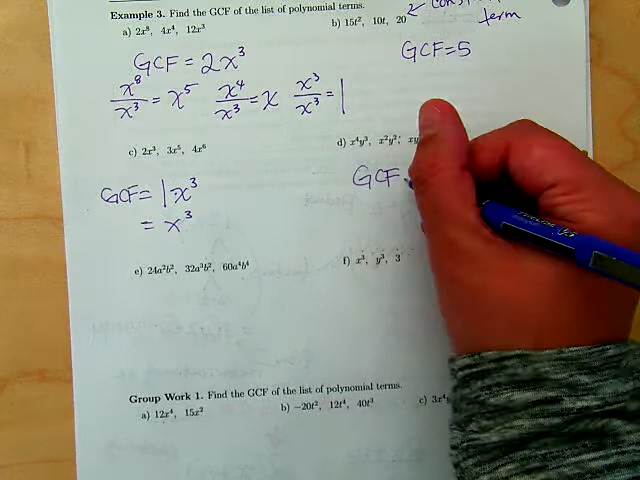 Example 3. Find the GCF of the list of polynomial terms.
a) 2x⁸, 4x⁴, 12x³
b) 15t², 10t, 20
term
GCF = 2x³
GCF=5
x⁸/x³ = x⁵ x⁴/x³ = x x³/x³ = 1
c) 2x³, 3x⁵, 4x⁶
d) x⁴y³, x²y², xy
GCF= 1x³
= x³
GCF
e) 24a²b², 32a³b², 60a⁴b⁴
f) x³, y³, 3
Group Work 1. Find the GCF of the list of polynomial terms.
a) 12x⁴, 15x²
b) −20t², 12t⁴, 40t³
c) 3x⁴y